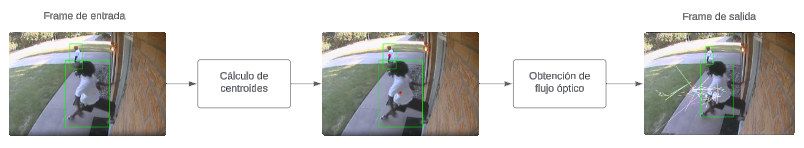 Frame de entrada
Cálculo de
centroides
Obtención de
flujo óptico
Frame de salida